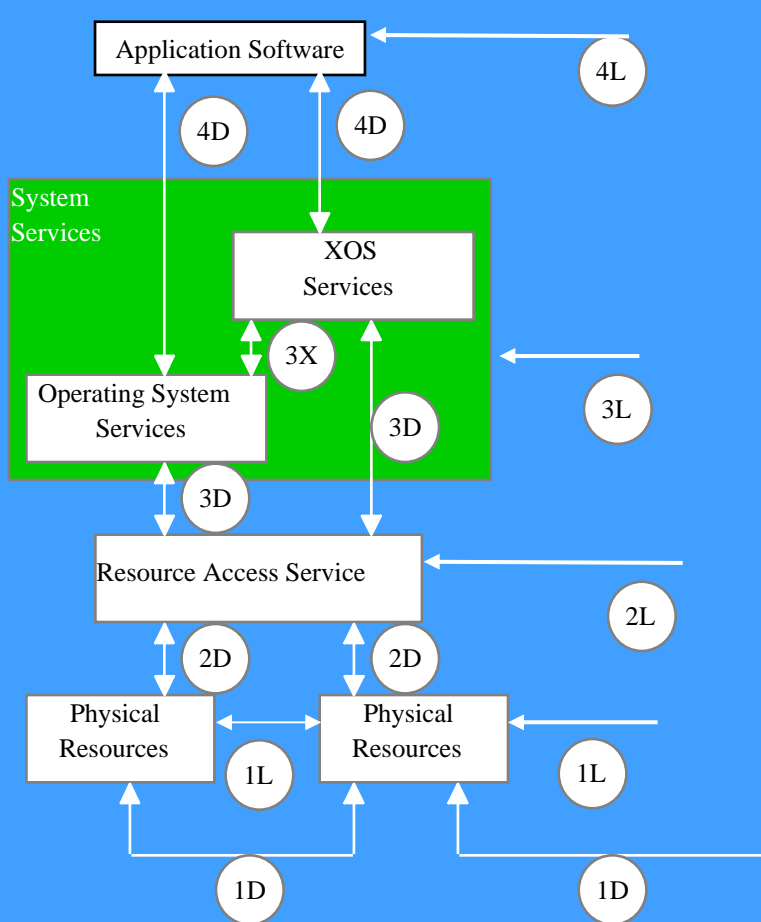 Application Software
4L
4D
4D
System
Services
XOS
Services
3X
Operating System
Services
3L
3D
3D
Resource Access Service
2L
2D
2D
Physical
Resources
Physical
Resources
1L
1L
1D
1D